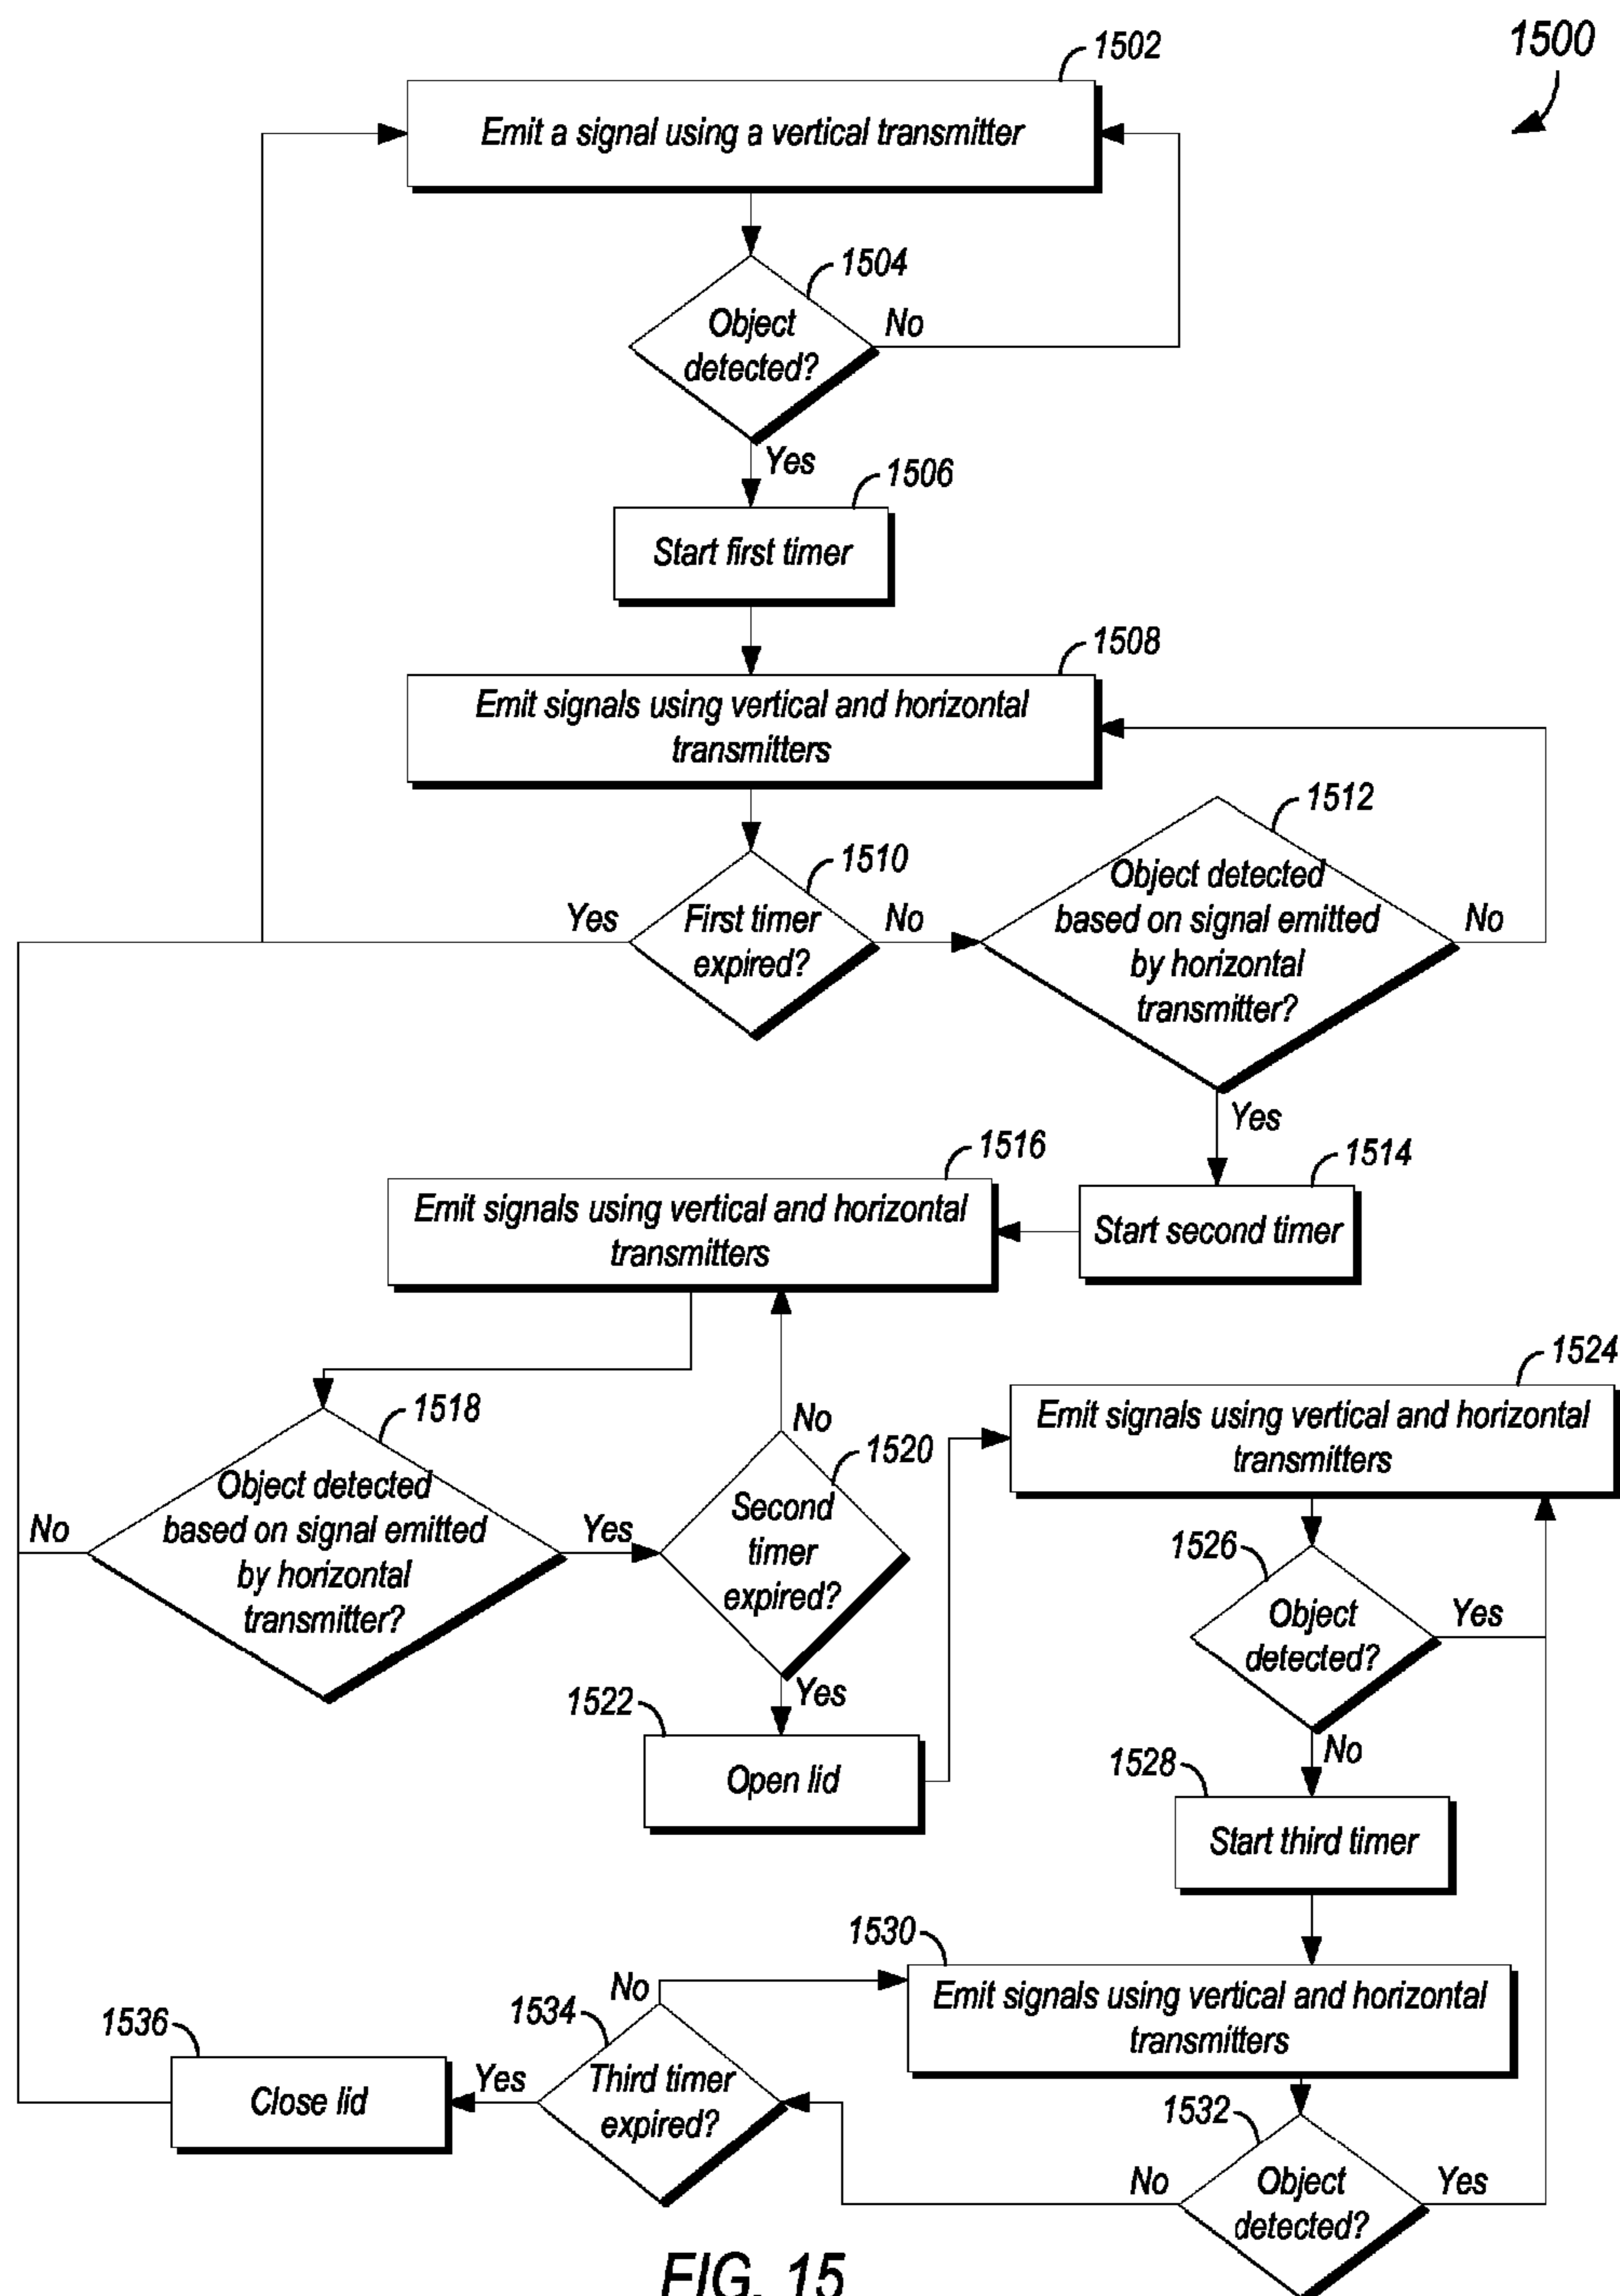 1500
1502
Emit a signal using a vertical transmitter
1504
Object
detected?
No
Yes
1506
Start first timer
1508
Emit signals using vertical and horizontal
transmitters
1510
First timer
expired?
Yes
No
1512
Object detected
based on signal emitted
by horizontal
transmitter?
No
Yes
1514
Start second timer
1516
Emit signals using vertical and horizontal
transmitters
1518
Object detected
based on signal emitted
by horizontal
transmitter?
No
Yes
1520
Second
timer
expired?
No
Yes
1522
Open lid
1524
Emit signals using vertical and horizontal
transmitters
1526
Object
detected?
Yes
No
1528
Start third timer
1530
Emit signals using vertical and horizontal
transmitters
1532
Object
detected?
Yes
No
1534
Third timer
expired?
No
Yes
1536
Close lid
FIG. 15